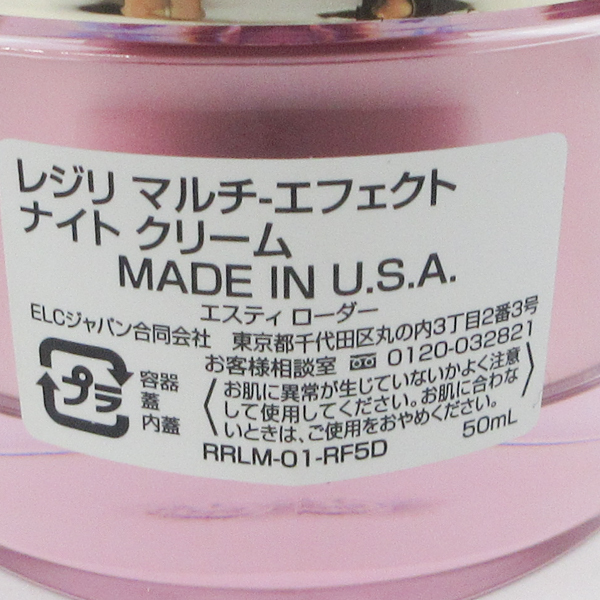 レジリ マルチ-エフェクト
ナイト クリーム
MADE IN U.S.A.
エスティ ローダー
ELCジャパン合同会社 東京都千代田区丸の内3丁目2番3号
お客様相談室 0120-032821
プラ
容器
蓋
内蓋
〈お肌に異常が生じていないかよく注意
して使用してください。お肌に合わな
いときは、ご使用をおやめください。〉
50mL
RRLM-01-RF5D